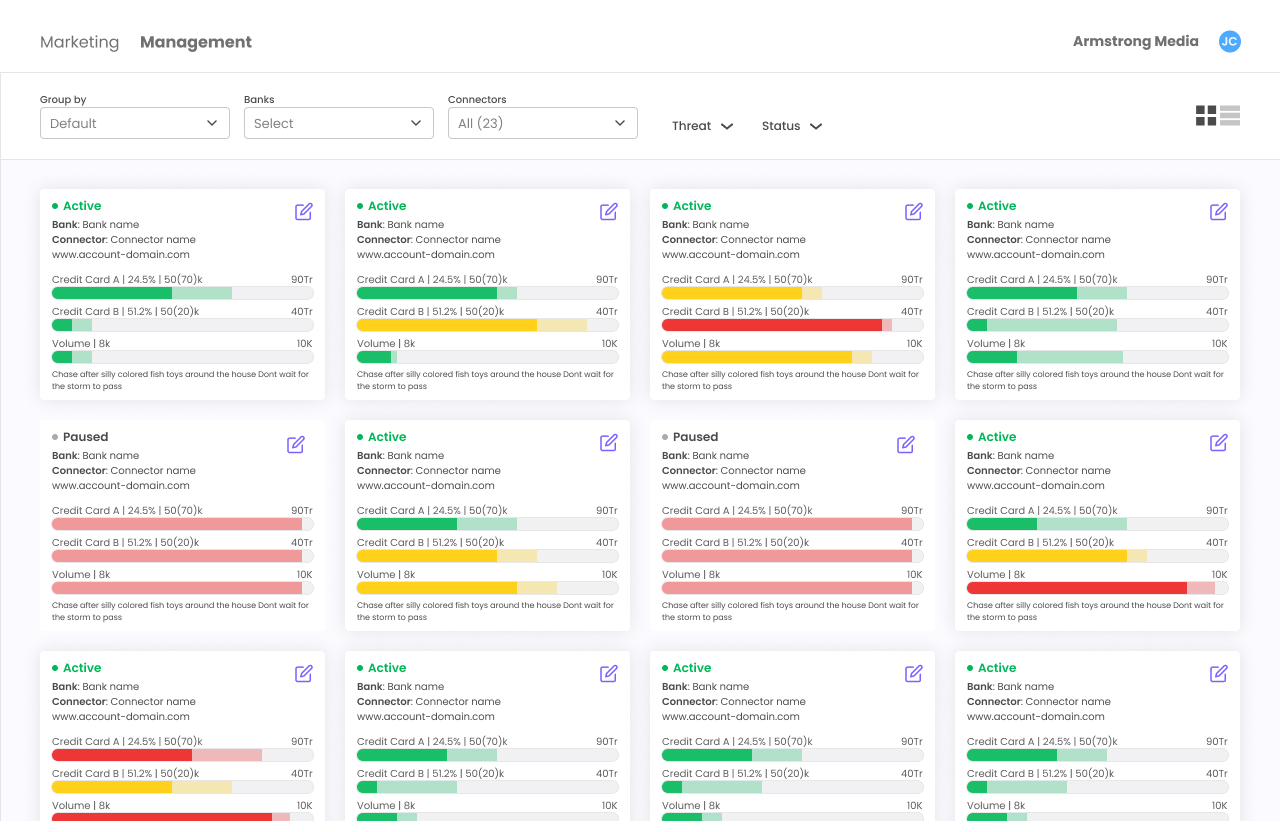 Marketing Management Armstrong Media JC
Group by Banks Connectors
Default Select All (23) Threat Status
Active Active Active Active
Bank: Bank name Bank: Bank name Bank: Bank name Bank: Bank name
Connector: Connector name Connector: Connector name Connector: Connector name Connector: Connector name
www.account-domain.com www.account-domain.com www.account-domain.com www.account-domain.com
Credit Card A | 24.5% | 50(70)k 90Tr Credit Card A | 24.5% | 50(70)k 90Tr Credit Card A | 24.5% | 50(70)k 90Tr Credit Card A | 24.5% | 50(70)k 90Tr
Credit Card B | 51.2% | 50(20)k 40Tr Credit Card B | 51.2% | 50(20)k 40Tr Credit Card B | 51.2% | 50(20)k 40Tr Credit Card B | 51.2% | 50(20)k 40Tr
Volume | 8k 10K Volume | 8k 10K Volume | 8k 10K Volume | 8k 10K
Chase after silly colored fish toys around the house Dont wait for Chase after silly colored fish toys around the house Dont wait for Chase after silly colored fish toys around the house Dont wait for Chase after silly colored fish toys around the house Dont wait for
the storm to pass the storm to pass the storm to pass the storm to pass
Paused Active Paused Active
Bank: Bank name Bank: Bank name Bank: Bank name Bank: Bank name
Connector: Connector name Connector: Connector name Connector: Connector name Connector: Connector name
www.account-domain.com www.account-domain.com www.account-domain.com www.account-domain.com
Credit Card A | 24.5% | 50(70)k 90Tr Credit Card A | 24.5% | 50(70)k 90Tr Credit Card A | 24.5% | 50(70)k 90Tr Credit Card A | 24.5% | 50(70)k 90Tr
Credit Card B | 51.2% | 50(20)k 40Tr Credit Card B | 51.2% | 50(20)k 40Tr Credit Card B | 51.2% | 50(20)k 40Tr Credit Card B | 51.2% | 50(20)k 40Tr
Volume | 8k 10K Volume | 8k 10K Volume | 8k 10K Volume | 8k 10K
Chase after silly colored fish toys around the house Dont wait for Chase after silly colored fish toys around the house Dont wait for Chase after silly colored fish toys around the house Dont wait for Chase after silly colored fish toys around the house Dont wait for
the storm to pass the storm to pass the storm to pass the storm to pass
Active Active Active Active
Bank: Bank name Bank: Bank name Bank: Bank name Bank: Bank name
Connector: Connector name Connector: Connector name Connector: Connector name Connector: Connector name
www.account-domain.com www.account-domain.com www.account-domain.com www.account-domain.com
Credit Card A | 24.5% | 50(70)k 90Tr Credit Card A | 24.5% | 50(70)k 90Tr Credit Card A | 24.5% | 50(70)k 90Tr Credit Card A | 24.5% | 50(70)k 90Tr
Credit Card B | 51.2% | 50(20)k 40Tr Credit Card B | 51.2% | 50(20)k 40Tr Credit Card B | 51.2% | 50(20)k 40Tr Credit Card B | 51.2% | 50(20)k 40Tr
Volume | 8k 10K Volume | 8k 10K Volume | 8k 10K Volume | 8k 10K